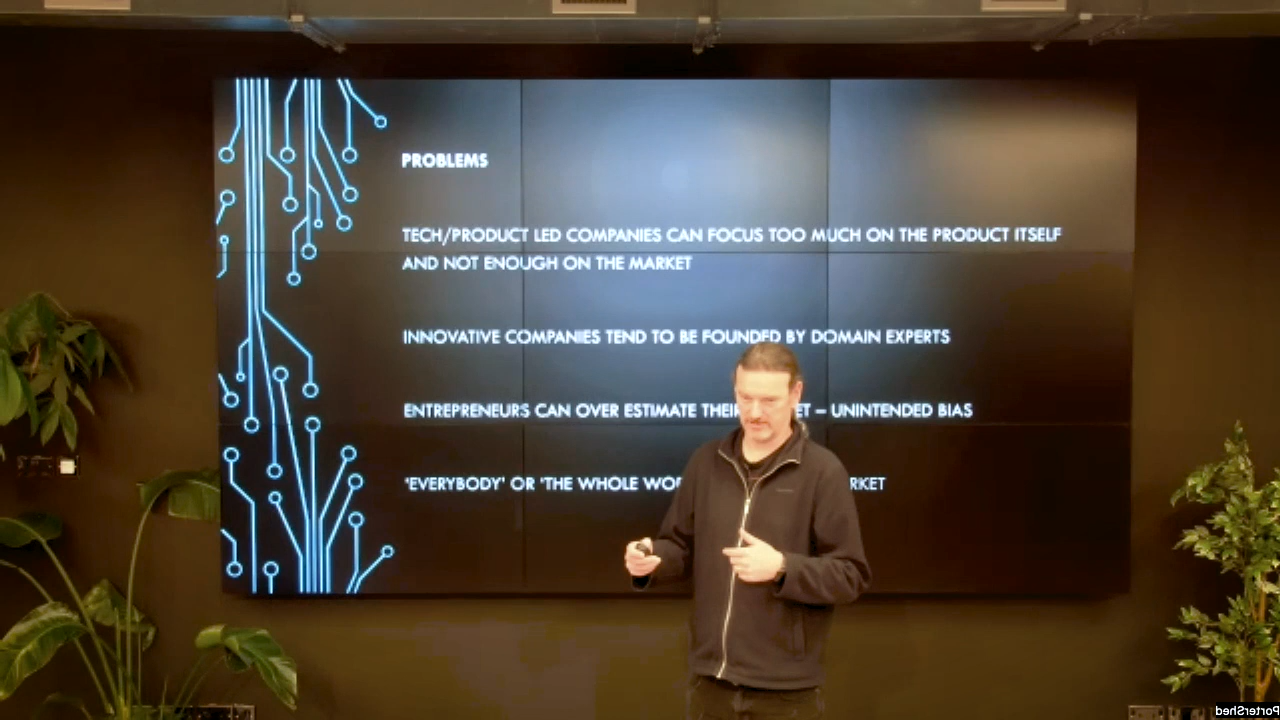 PROBLEMS
TECH/PRODUCT LED COMPANIES CAN FOCUS TOO MUCH ON THE PRODUCT ITSELF
AND NOT ENOUGH ON THE MARKET
INNOVATIVE COMPANIES TEND TO BE FOUNDED BY DOMAIN EXPERTS
ENTREPRENEURS CAN OVER ESTIMATE THEIR – UNINTENDED BIAS
'EVERYBODY' OR 'THE WHOLE
PorterShed